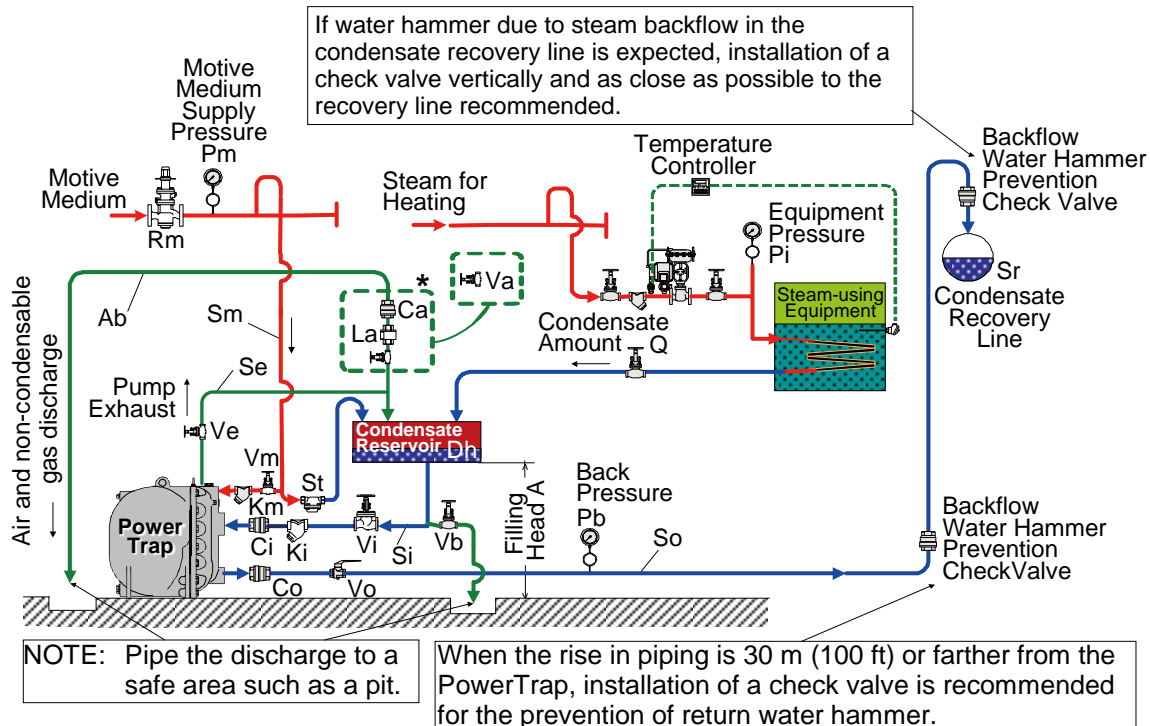 If water hammer due to steam backflow in the
condensate recovery line is expected, installation of a
check valve vertically and as close as possible to the
recovery line recommended.
Motive
Medium
Supply
Pressure
Pm
Motive
Medium
Rm
Steam for
Heating
Temperature
Controller
Backflow
Water Hammer
Prevention
Check Valve
Equipment
Pressure
Pi
Sr
Condensate
Recovery
Line
Steam-using
Equipment
*
Va
Ca
La
Ab
Sm
Condensate
Amount
Q
Air and non-condensable
gas discharge
Se
Pump
Exhaust
Ve
Condensate
Reservoir
Dh
Vm
Km
St
Power
Trap
Ci
Ki
Vi
Si
Vb
Filling
Head A
Back
Pressure
Pb
So
Co
Vo
Backflow
Water Hammer
Prevention
CheckValve
NOTE: Pipe the discharge to a
safe area such as a pit.
When the rise in piping is 30 m (100 ft) or farther from the
PowerTrap, installation of a check valve is recommended
for the prevention of return water hammer.